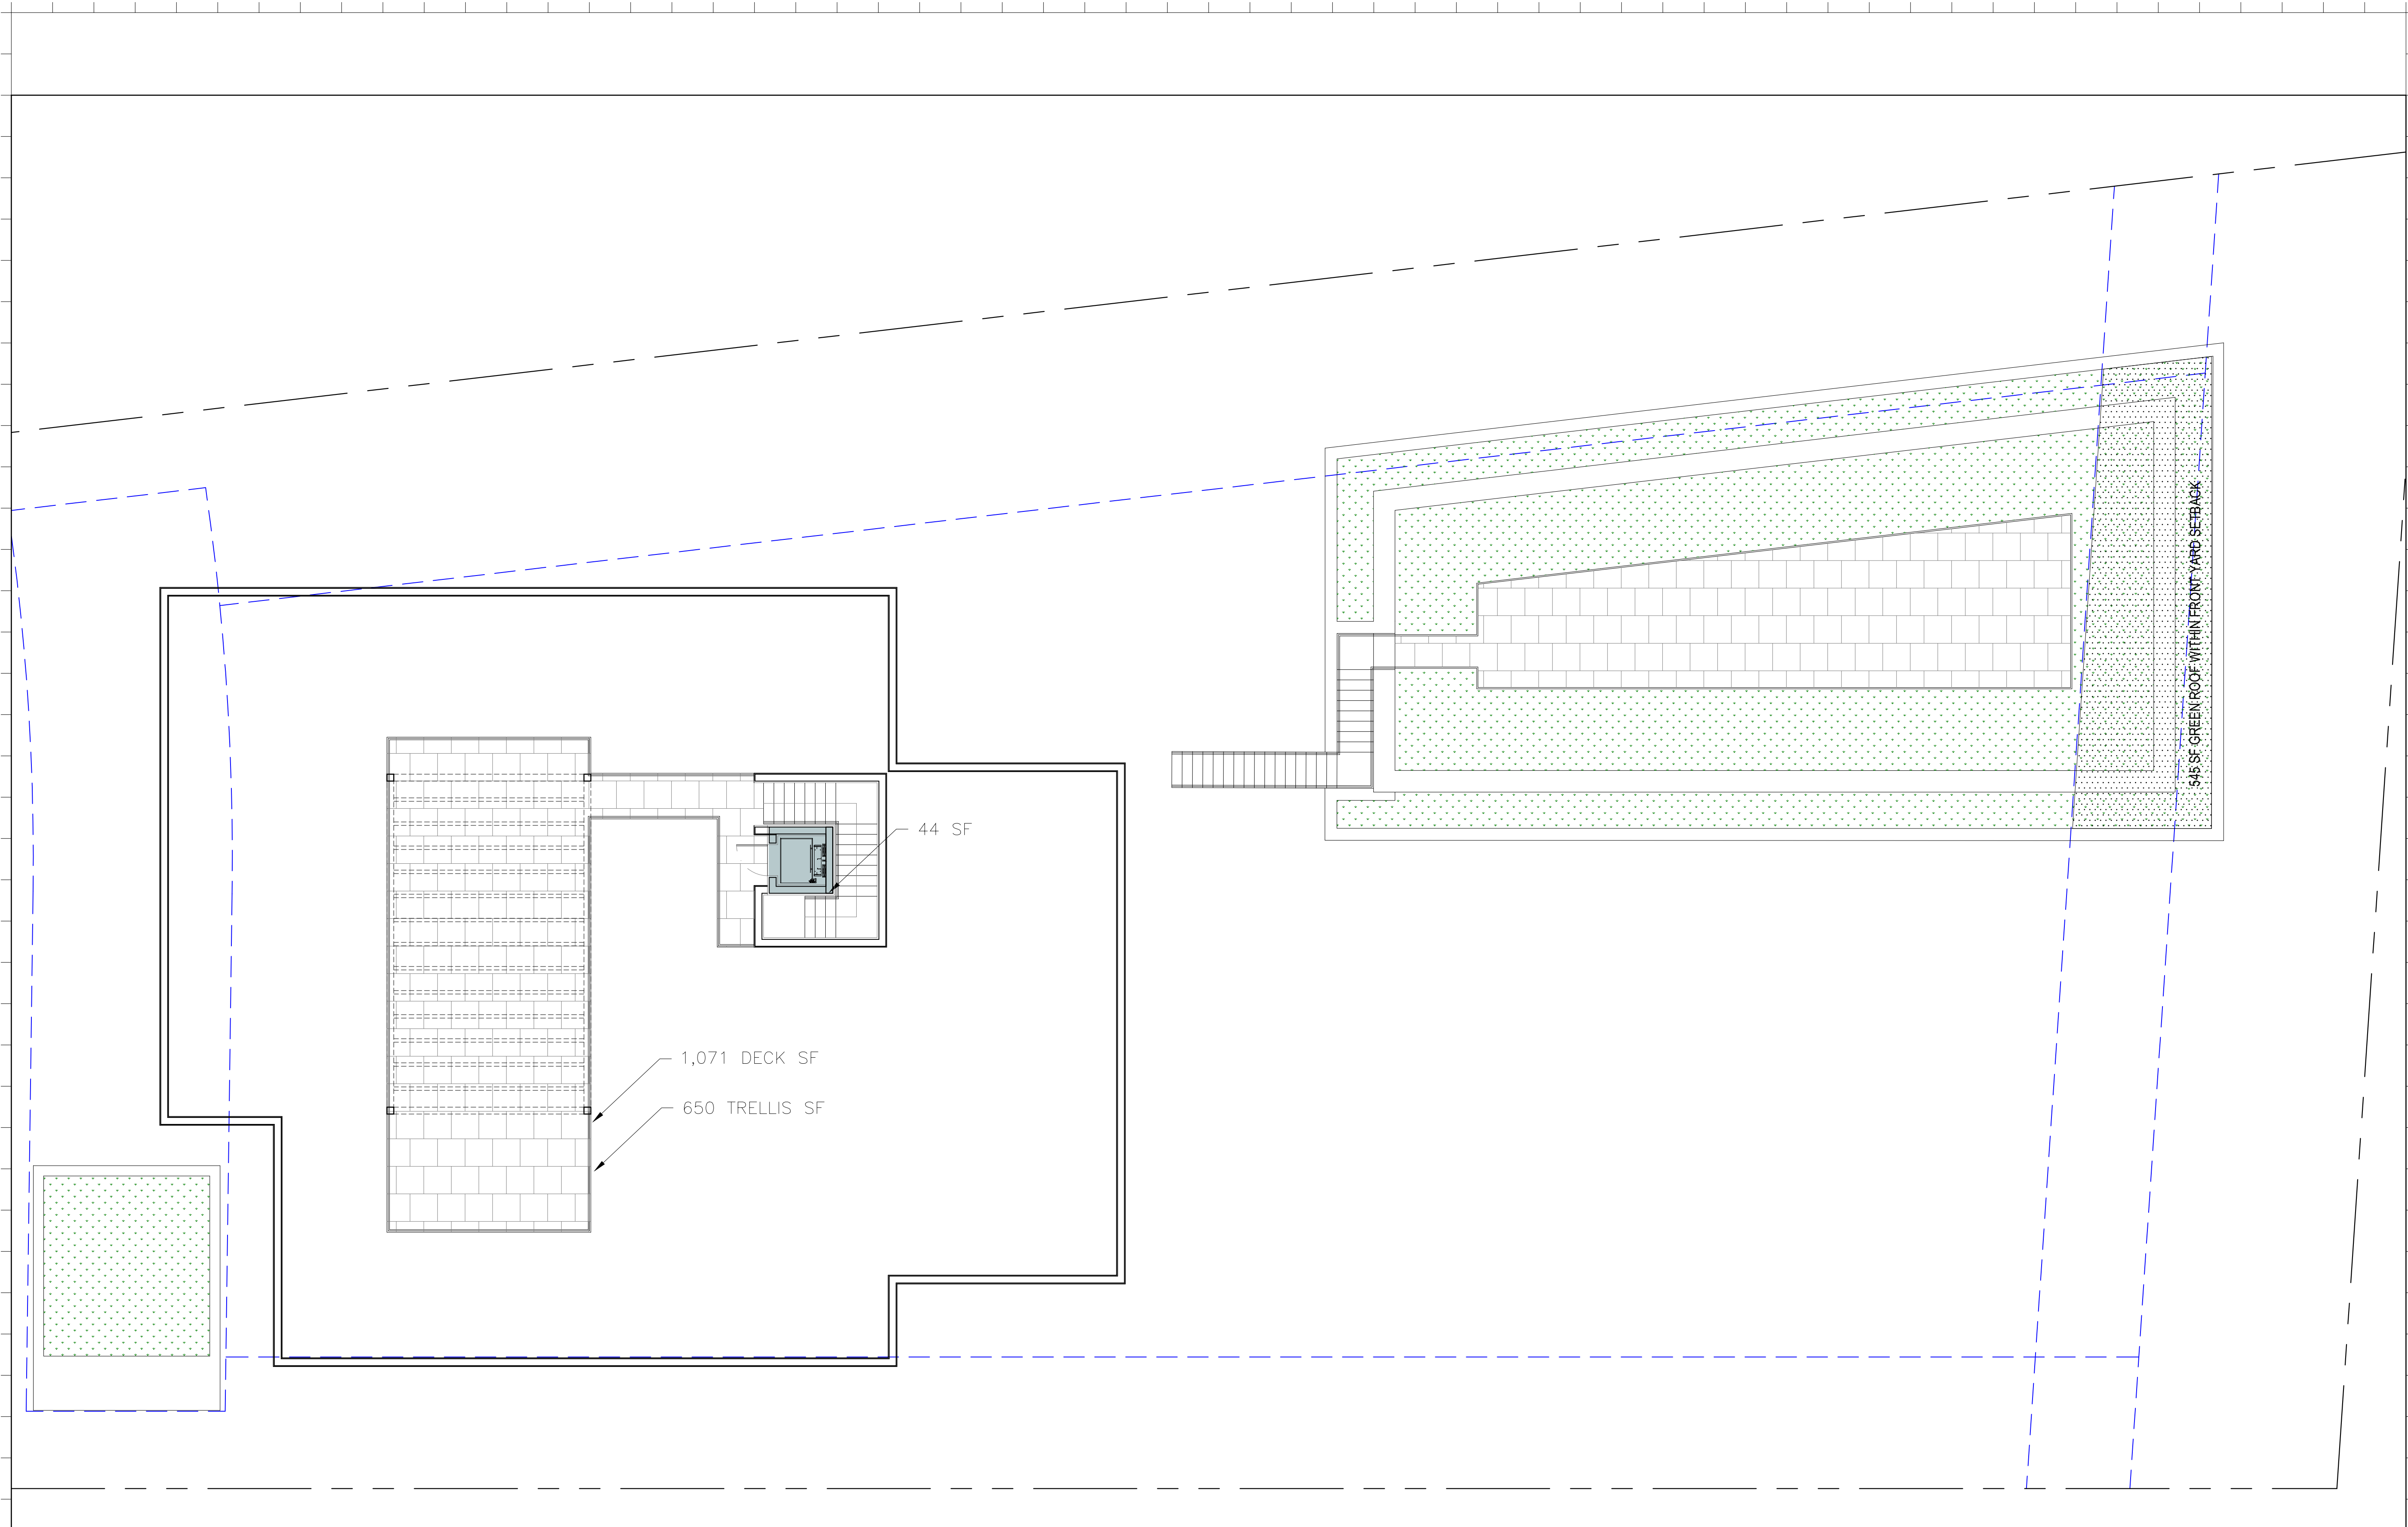 545 SF GREEN ROOF WITHIN FRONT YARD SETBACK
44 SF
1,071 DECK SF
650 TRELLIS SF